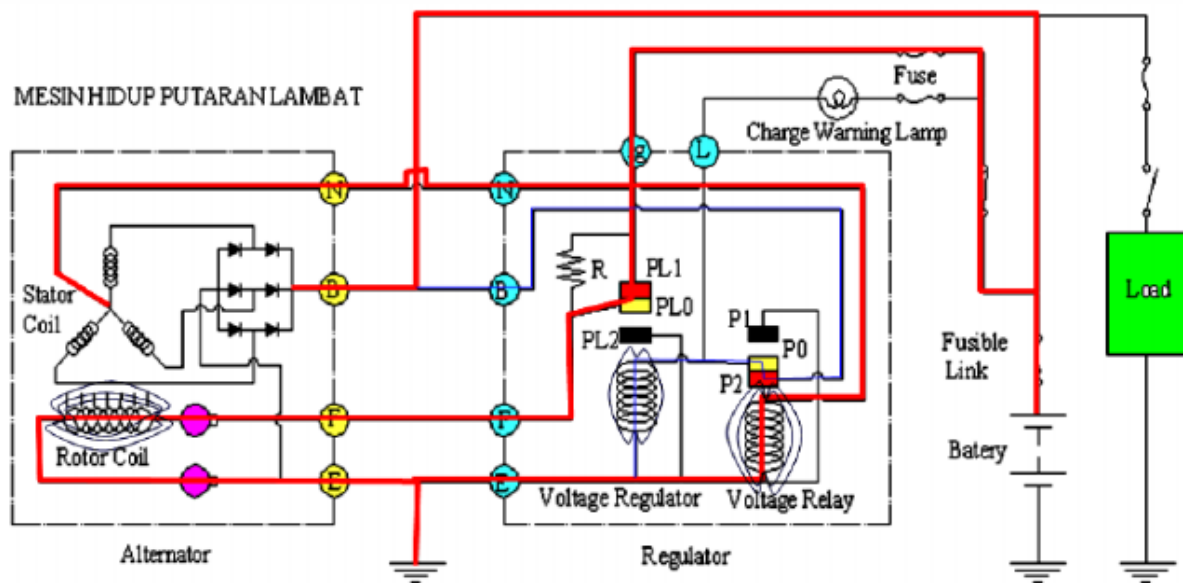 MESIN HIDUP PUTARAN LAMBAT
Fuse
Charge Warning Lamp
Ig
L
N
N
B
B
R
PL1
PL0
PL2
P1
P0
P2
Stator
Coil
Load
Fusible
Link
F
F
Rotor Coil
Batery
E
E
Voltage Regulator
Voltage Relay
Alternator
Regulator